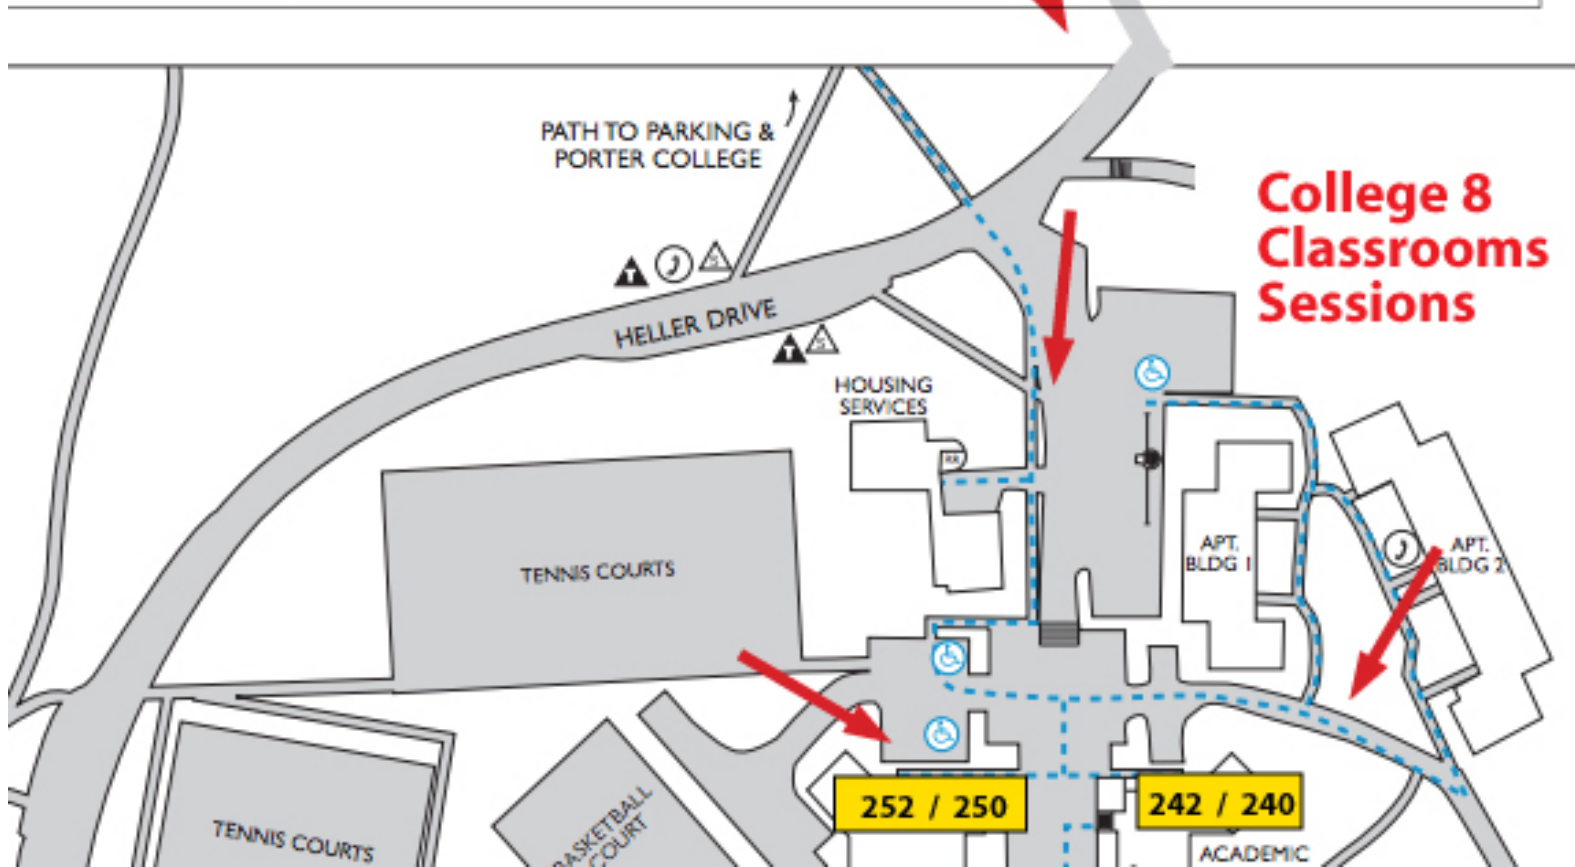 PATH TO PARKING &
PORTER COLLEGE
College 8
Classrooms
Sessions
T
S
HELLER DRIVE
T
S
HOUSING
SERVICES
RR
TENNIS COURTS
APT.
BLDG 1
APT.
BLDG 2
252 / 250
242 / 240
BASKETBALL
COURT
TENNIS COURTS
ACADEMIC